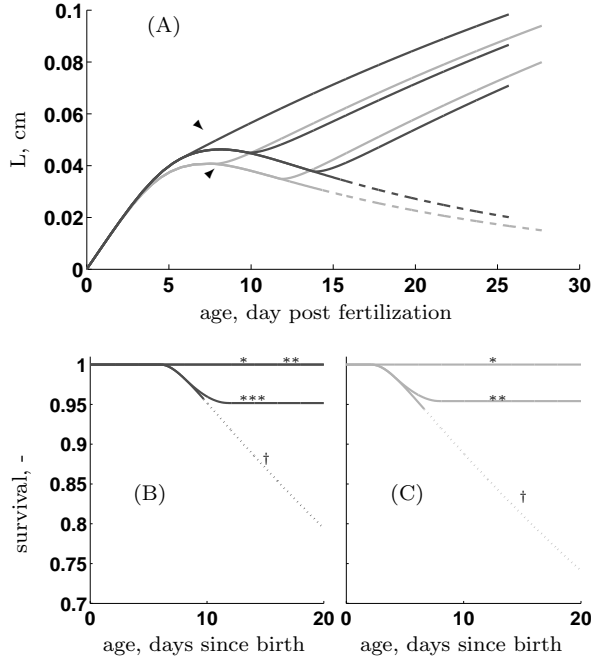 0.1
(A)
0.08
0.06
L, cm
0.04
0.02
0
0 5 10 15 20 25 30
age, day post fertilization
1
* **
*
0.95
***
**
0.9
†
0.85
(B)
(C)
†
survival, -
0.8
0.75
0.7
0 10 20
0 10 20
age, days since birth
age, days since birth